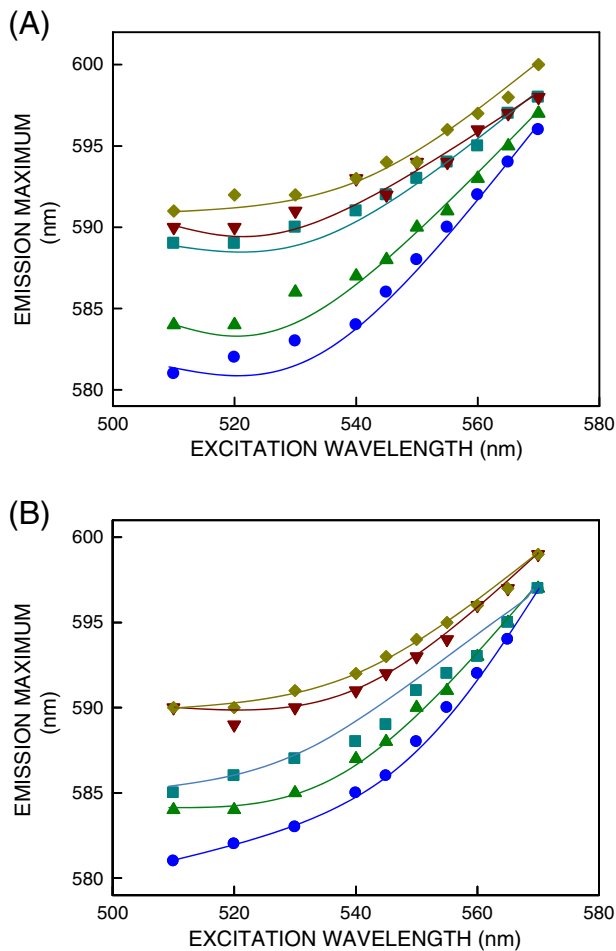 (A)
600
595
590
585
580
EMISSION MAXIMUM
(nm)
500
520
540
560
580
EXCITATION WAVELENGTH (nm)
(B)
600
595
590
585
580
EMISSION MAXIMUM
(nm)
500
520
540
560
580
EXCITATION WAVELENGTH (nm)